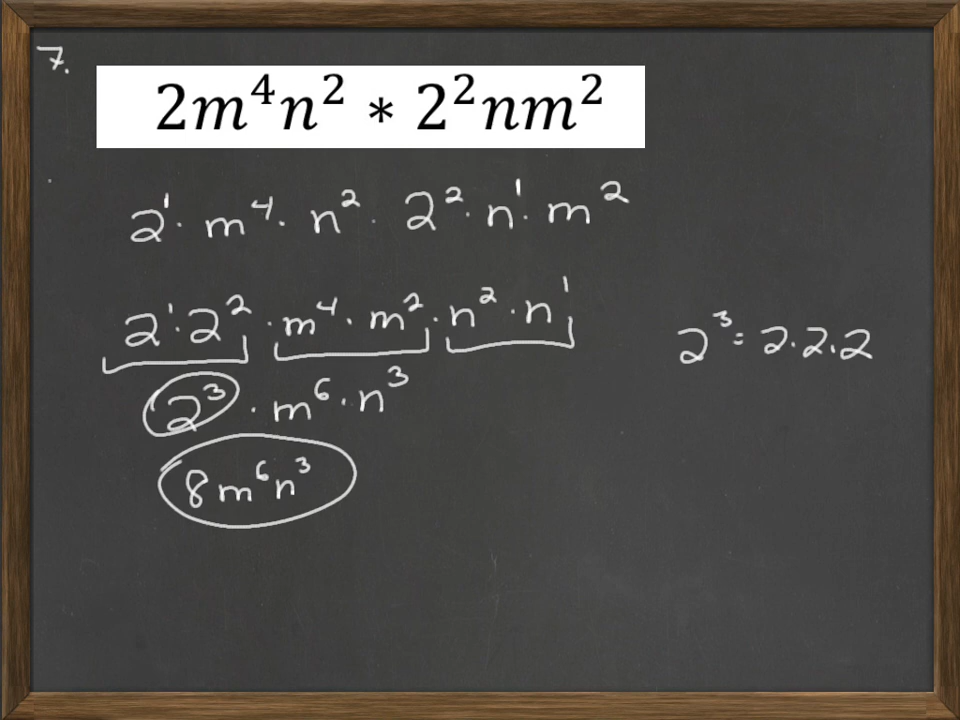 7.
2m⁴n² * 2²nm²
2¹ · m⁴ · n² · 2² · n¹ · m²
2¹ · 2² · m⁴ · m² · n² · n¹
2³ = 2.2.2
2³ · m⁶ · n³
8m⁶n³